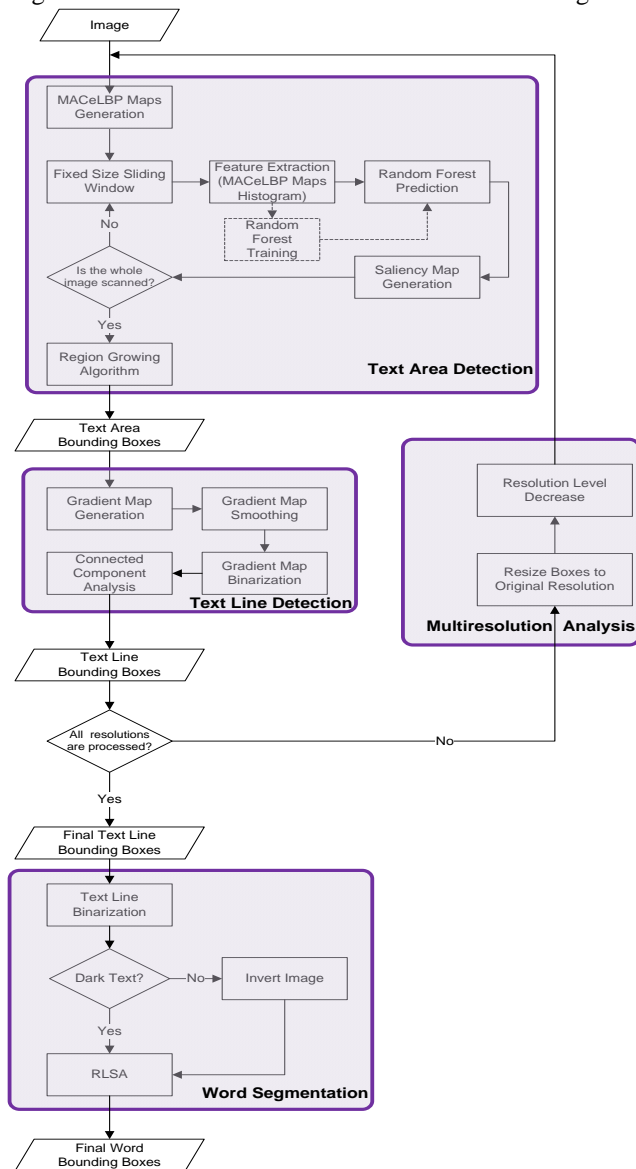 Image
MACeLBP Maps
Generation
Fixed Size Sliding
Window
Feature Extraction
(MACeLBP Maps
Histogram)
Random Forest
Prediction
Random
Forest
Training
No
Is the whole
image scanned?
Saliency Map
Generation
Yes
Region Growing
Algorithm
Text Area Detection
Text Area
Bounding Boxes
Gradient Map
Generation
Gradient Map
Smoothing
Connected
Component
Analysis
Gradient Map
Binarization
Text Line Detection
Resolution Level
Decrease
Resize Boxes to
Original Resolution
Multiresolution Analysis
Text Line
Bounding Boxes
All resolutions
are processed?
No
Yes
Final Text Line
Bounding Boxes
Text Line
Binarization
Dark Text?
No
Invert Image
Yes
RLSA
Word Segmentation
Final Word
Bounding Boxes